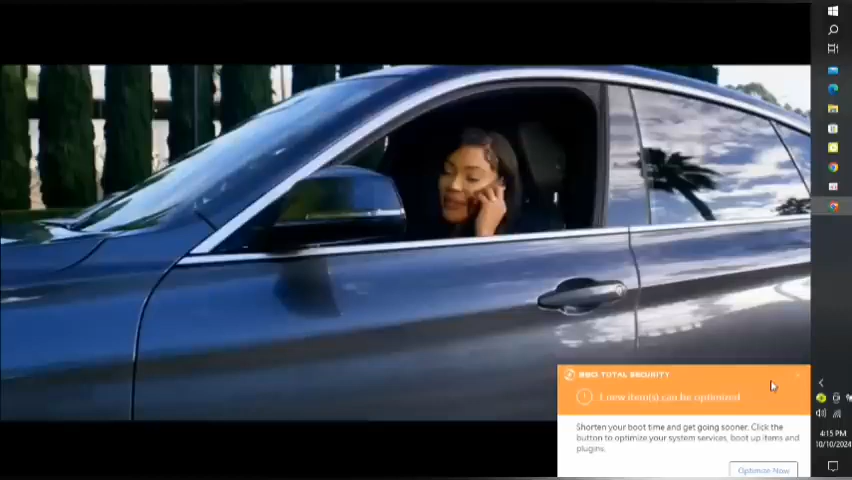 360 TOTAL SECURITY
1 new item(s) can be optimized
Shorten your boot time and get going sooner. Click the
button to optimize your system services, boot up items and
plugins.
Optimize Now
4:15 PM
10/10/2024